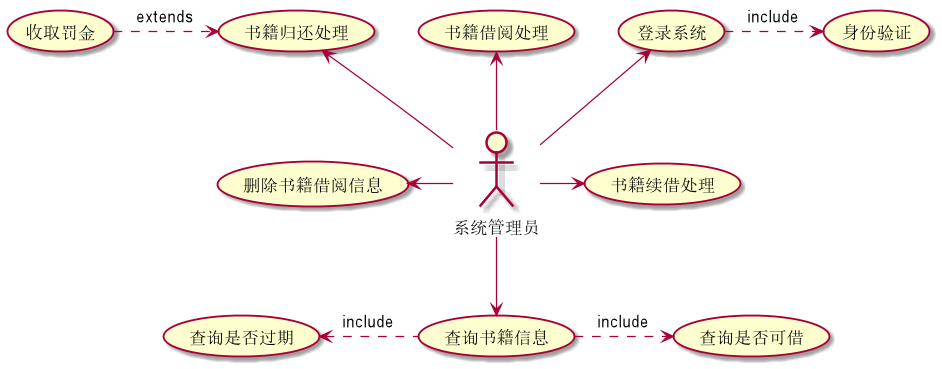 收取罚金
extends
书籍归还处理
书籍借阅处理
登录系统
include
身份验证
删除书籍借阅信息
书籍续借处理
系统管理员
查询是否过期
include
查询书籍信息
include
查询是否可借